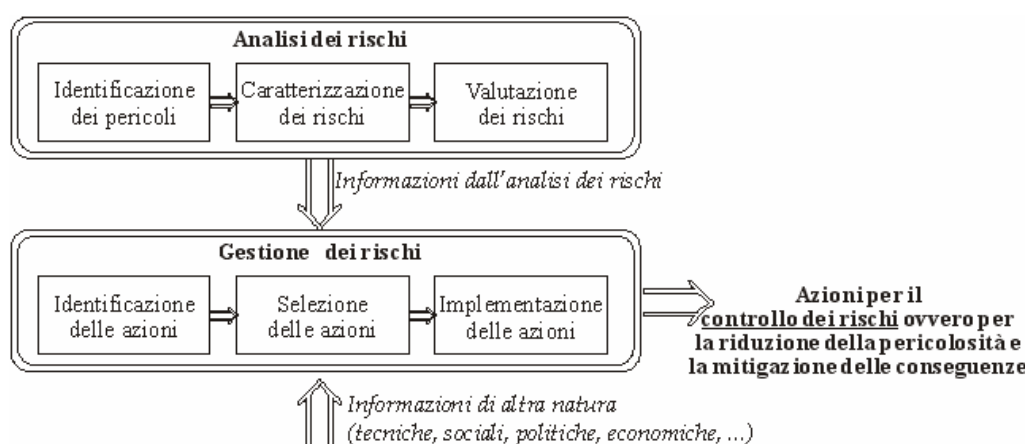 Analisi dei rischi
Identificazione
dei pericoli
Caratterizzazione
dei rischi
Valutazione
dei rischi
Informazioni dall'analisi dei rischi
Gestione dei rischi
Identificazione
delle azioni
Selezione
delle azioni
Implementazione
delle azioni
Azioni per il
controllo dei rischi ovvero per
la riduzione della pericolosità e
la mitigazione delle conseguenze
Informazioni di altra natura
(tecniche, sociali, politiche, economiche, ...)